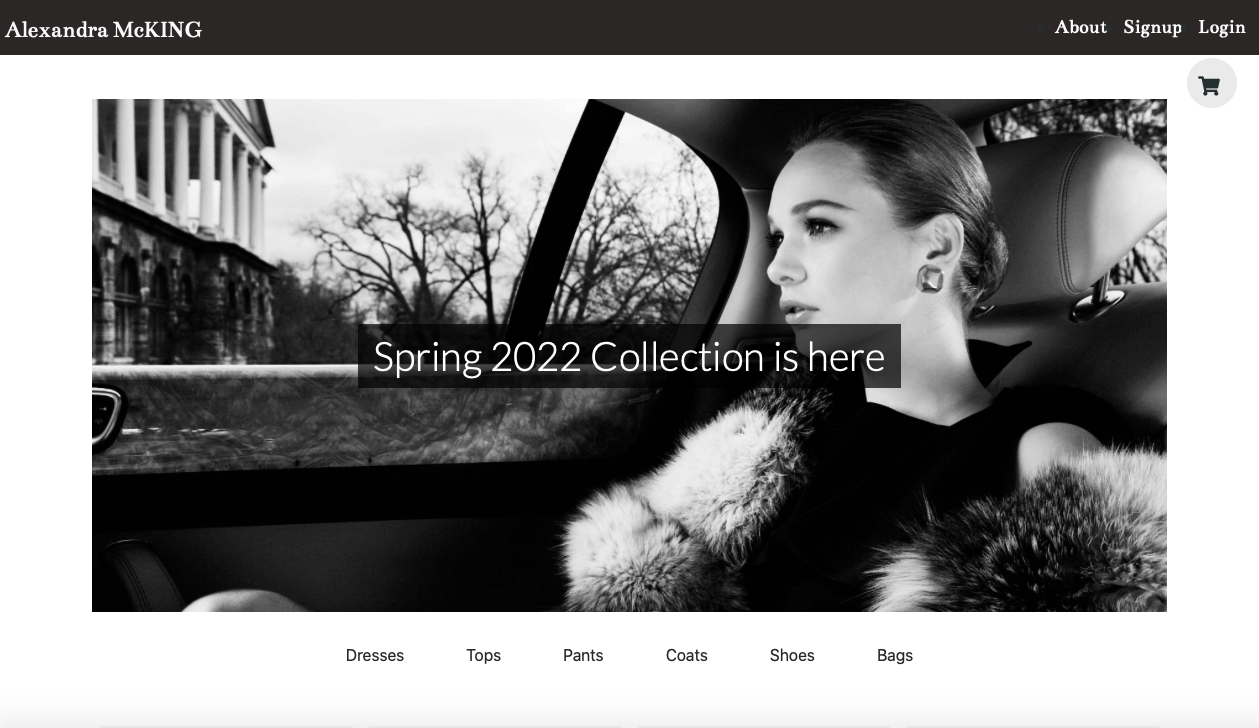 Alexandra McKING
About Signup Login
Spring 2022 Collection is here
Dresses Tops Pants Coats Shoes Bags